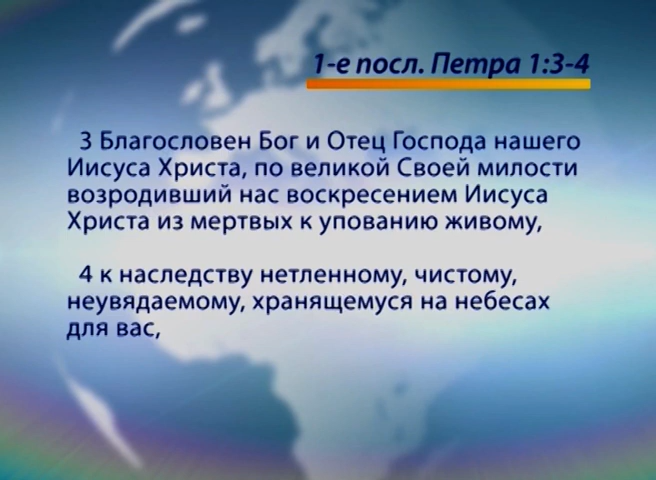 1-е посл. Петра 1:3-4
3 Благословен Бог и Отец Господа нашего
Иисуса Христа, по великой Своей милости
возродивший нас воскресением Иисуса
Христа из мертвых к упованию живому,
4 к наследству нетленному, чистому,
неувядаемому, хранящемуся на небесах
для вас,